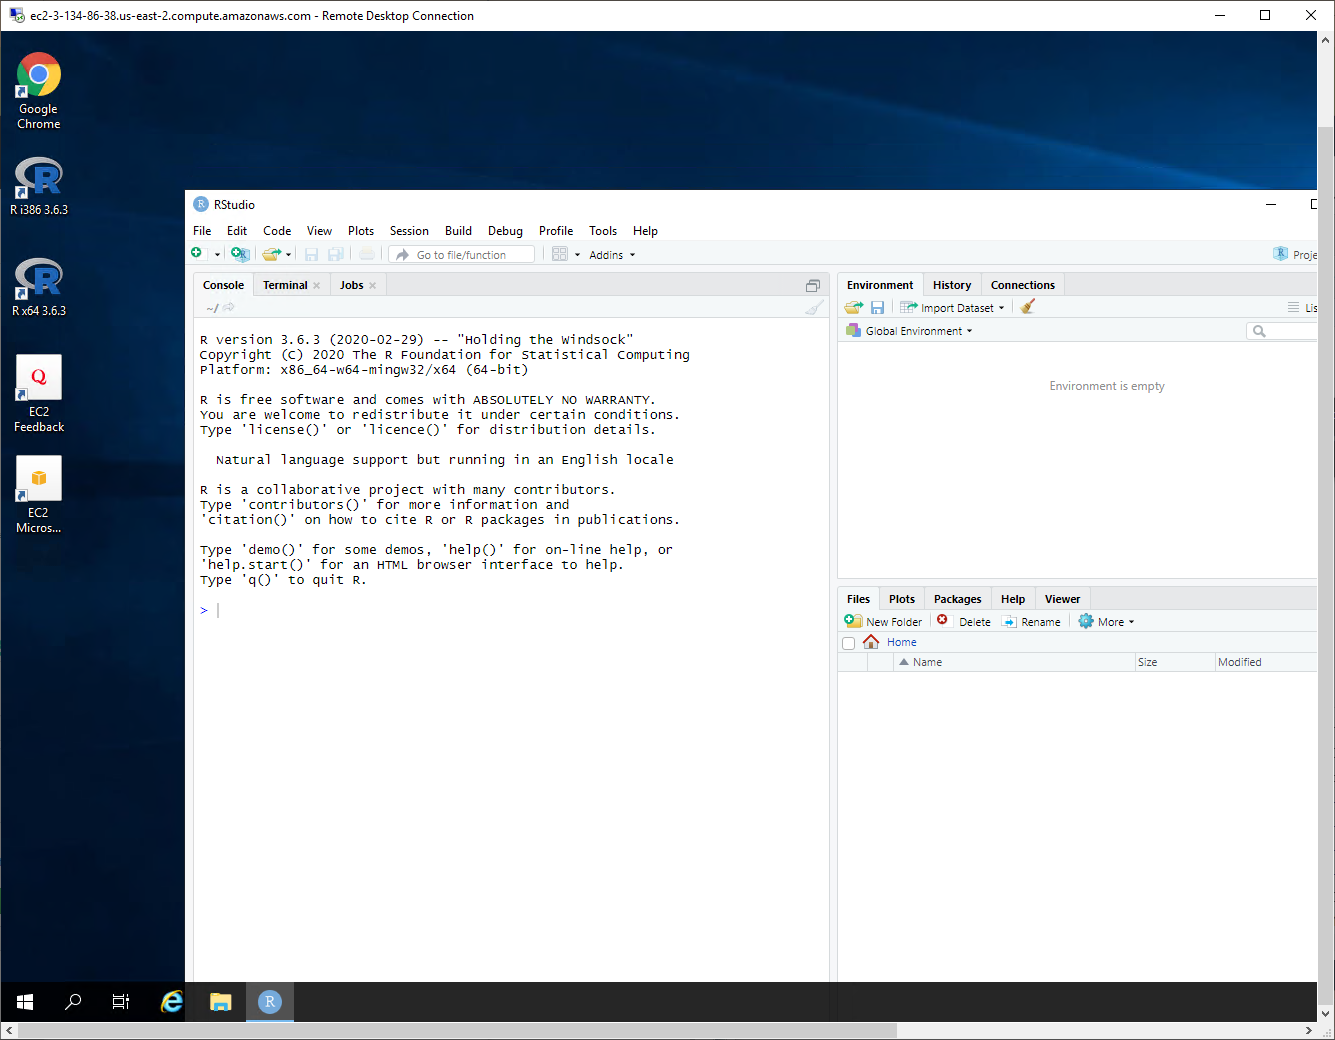 ec2-3-134-86-38.us-east-2.compute.amazonaws.com - Remote Desktop Connection
Google
Chrome
R i386 3.6.3
R x64 3.6.3
EC2
Feedback
EC2
Micros...
RStudio
File Edit Code View Plots Session Build Debug Profile Tools Help
Go to file/function Addins Proje
Console Terminal Jobs
~/
R version 3.6.3 (2020-02-29) -- "Holding the Windsock"
Copyright (C) 2020 The R Foundation for Statistical Computing
Platform: x86_64-w64-mingw32/x64 (64-bit)
R is free software and comes with ABSOLUTELY NO WARRANTY.
You are welcome to redistribute it under certain conditions.
Type 'license()' or 'licence()' for distribution details.
Natural language support but running in an English locale
R is a collaborative project with many contributors.
Type 'contributors()' for more information and
'citation()' on how to cite R or R packages in publications.
Type 'demo()' for some demos, 'help()' for on-line help, or
'help.start()' for an HTML browser interface to help.
Type 'q()' to quit R.
>
Environment History Connections
Import Dataset Lis
Global Environment
Environment is empty
Files Plots Packages Help Viewer
New Folder Delete Rename More
Home
Name Size Modified